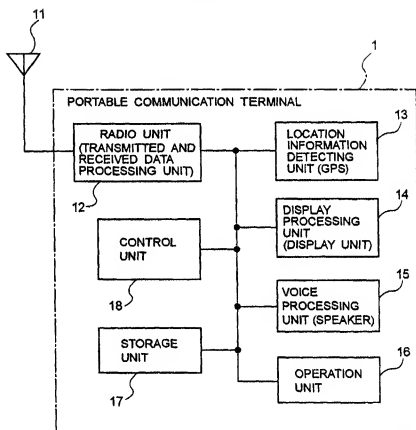 11
1
PORTABLE COMMUNICATION TERMINAL
RADIO UNIT
(TRANSMITTED AND
RECEIVED DATA
PROCESSING UNIT)
12
13
LOCATION
INFORMATION
DETECTING
UNIT (GPS)
14
DISPLAY
PROCESSING
UNIT
(DISPLAY UNIT)
CONTROL
UNIT
18
15
VOICE
PROCESSING
UNIT (SPEAKER)
STORAGE
UNIT
17
16
OPERATION
UNIT